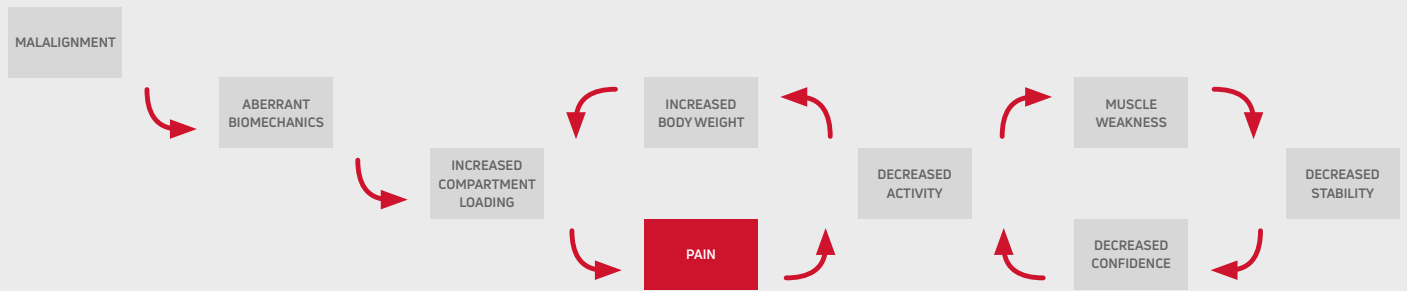 MALALIGNMENT
ABERRANT
BIOMECHANICS
INCREASED
COMPARTMENT
LOADING
INCREASED
BODY WEIGHT
PAIN
DECREASED
ACTIVITY
MUSCLE
WEAKNESS
DECREASED
STABILITY
DECREASED
CONFIDENCE